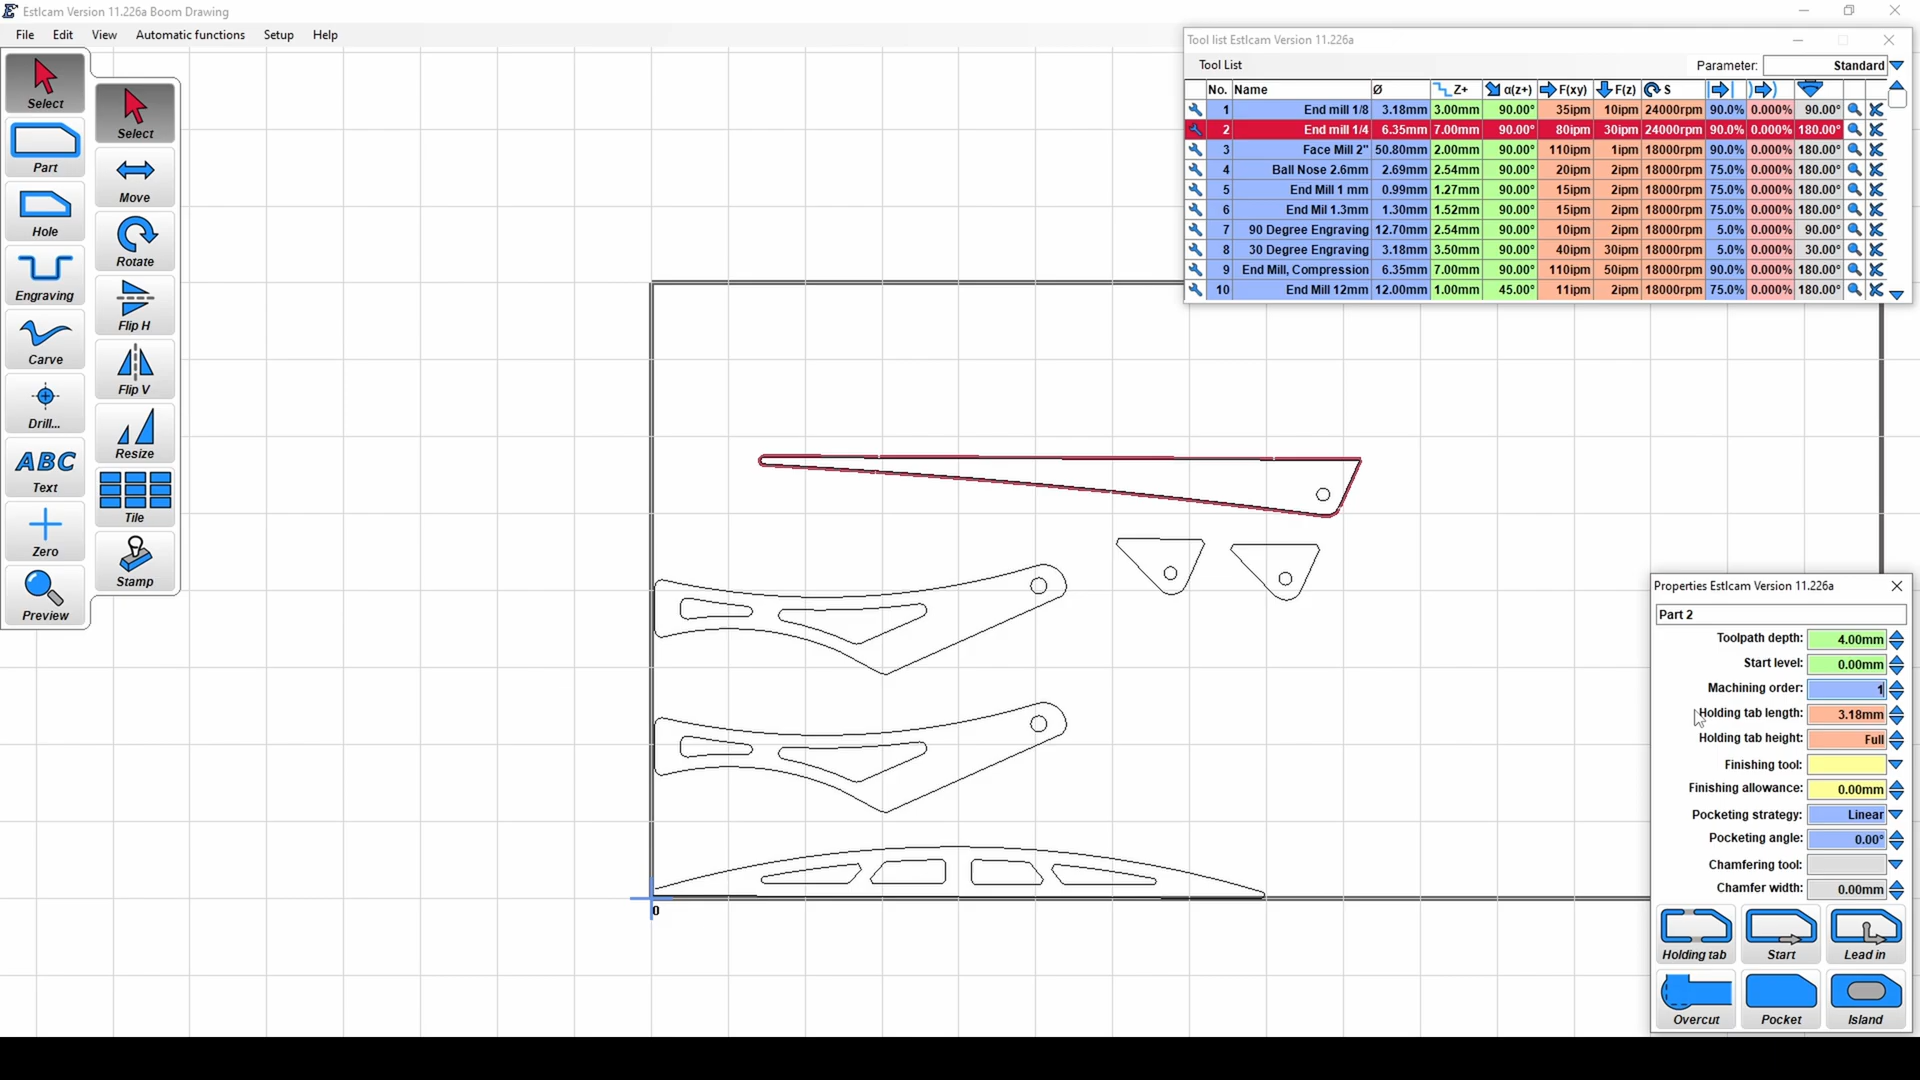 Estlcam Version 11.226a Boom Drawing
File Edit View Automatic functions Setup Help
Select
Part
Hole
Engraving
Carve
Drill...
ABC
Text
Zero
Preview
Select
Move
Rotate
Flip H
Flip V
Resize
Tile
Stamp
Tool list Estlcam Version 11.226a
Tool List Parameter: Standard
No. Name Ø Z+ α(z+) F(xy) F(z) S
1 End mill 1/8 3.18mm 3.00mm 90.00° 35ipm 10ipm 24000rpm 90.0% 0.000% 90.00°
2 End mill 1/4 6.35mm 7.00mm 90.00° 80ipm 30ipm 24000rpm 90.0% 0.000% 180.00°
3 Face Mill 2" 50.80mm 2.00mm 90.00° 110ipm 1ipm 18000rpm 90.0% 0.000% 180.00°
4 Ball Nose 2.6mm 2.69mm 2.54mm 90.00° 20ipm 2ipm 18000rpm 75.0% 0.000% 180.00°
5 End Mill 1 mm 0.99mm 1.27mm 90.00° 15ipm 2ipm 18000rpm 75.0% 0.000% 180.00°
6 End Mil 1.3mm 1.30mm 1.52mm 90.00° 15ipm 2ipm 18000rpm 75.0% 0.000% 180.00°
7 90 Degree Engraving 12.70mm 2.54mm 90.00° 10ipm 2ipm 18000rpm 5.0% 0.000% 90.00°
8 30 Degree Engraving 3.18mm 3.50mm 90.00° 40ipm 30ipm 18000rpm 5.0% 0.000% 30.00°
9 End Mill, Compression 6.35mm 7.00mm 90.00° 110ipm 50ipm 18000rpm 90.0% 0.000% 180.00°
10 End Mill 12mm 12.00mm 1.00mm 45.00° 11ipm 2ipm 18000rpm 75.0% 0.000% 180.00°
0
Properties Estlcam Version 11.226a
Part 2
Toolpath depth: 4.00mm
Start level: 0.00mm
Machining order: 1
Holding tab length: 3.18mm
Holding tab height: Full
Finishing tool:
Finishing allowance: 0.00mm
Pocketing strategy: Linear
Pocketing angle: 0.00°
Chamfering tool:
Chamfer width: 0.00mm
Holding tab Start Lead in
Overcut Pocket Island